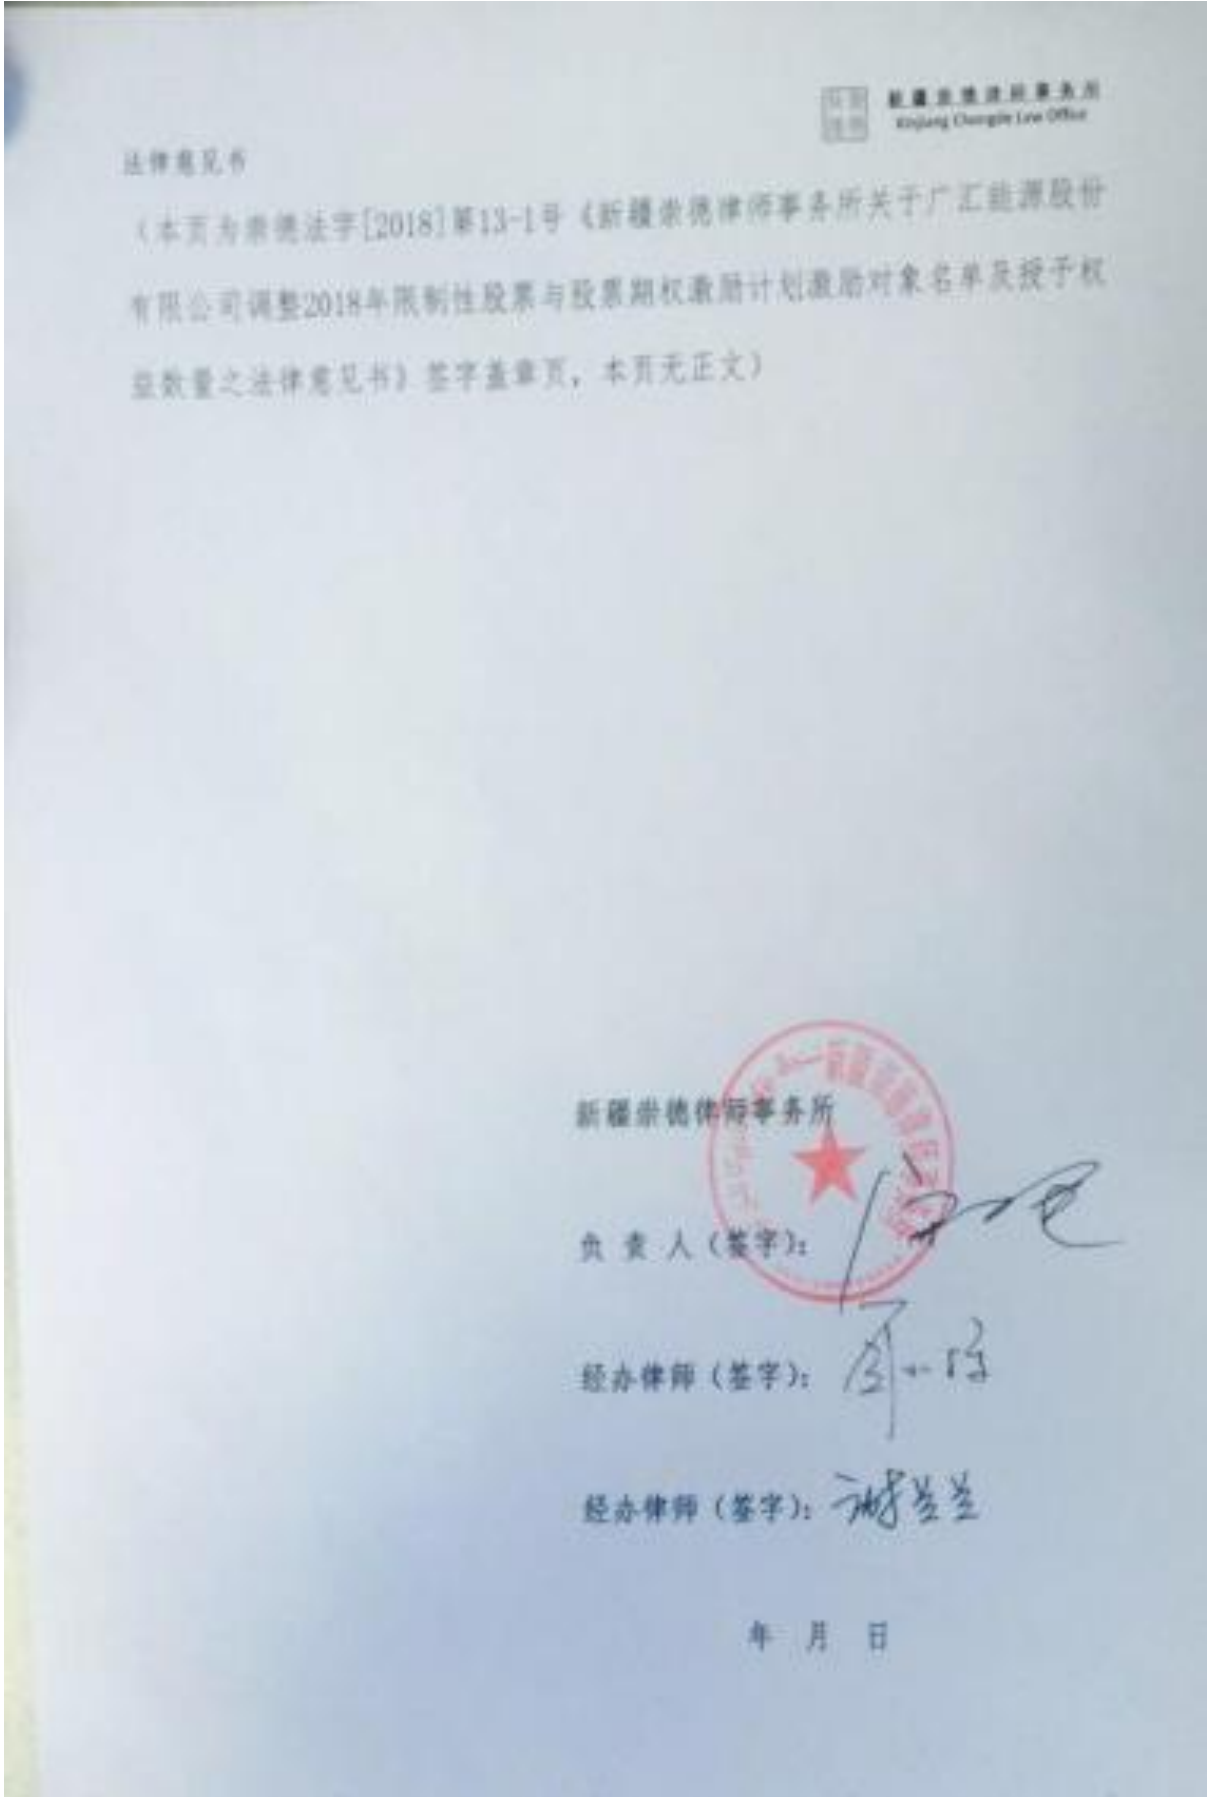 新疆崇德律师事务所
Xinjiang Chongde Law Office
法律意见书
（本页为崇德法字[2018]第13-1号《新疆崇德律师事务所关于广汇能源股份
有限公司调整2018年限制性股票与股票期权激励计划激励对象名单及授予权
益数量之法律意见书》签字盖章页，本页无正文）
新疆崇德律师事务所
负 责 人（签字）：
经办律师（签字）：
经办律师（签字）：谢兰兰
年 月 日